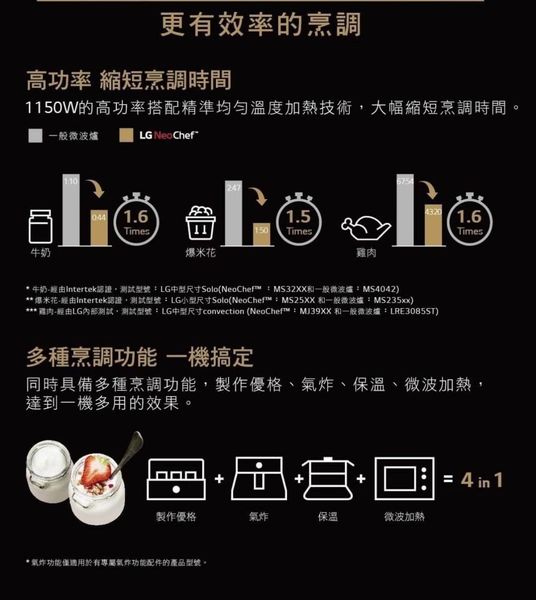 更有效率的烹調
高功率 縮短烹調時間
1150W的高功率搭配精準均勻溫度加熱技術，大幅縮短烹調時間。
一般微波爐 LG NeoChef™
1:10 0:44 1.6 Times
牛奶
2:47 1:50 1.5 Times
爆米花
67:54 43:20 1.6 Times
雞肉
* 牛奶-經由Intertek認證，測試型號：LG中型尺寸Solo(NeoChef™：MS32XX和一般微波爐：MS4042)
** 爆米花-經由Intertek認證，測試型號：LG小型尺寸Solo(NeoChef™：MS25XX 和一般微波爐：MS235xx)
*** 雞肉-經由LG內部測試，測試型號：LG中型尺寸convection (NeoChef™：MJ39XX 和一般微波爐：LRE3085ST)
多種烹調功能 一機搞定
同時具備多種烹調功能，製作優格、氣炸、保溫、微波加熱，
達到一機多用的效果。
+ + + = 4 in 1
製作優格 氣炸 保溫 微波加熱
* 氣炸功能僅適用於有專屬氣炸功能配件的產品型號。